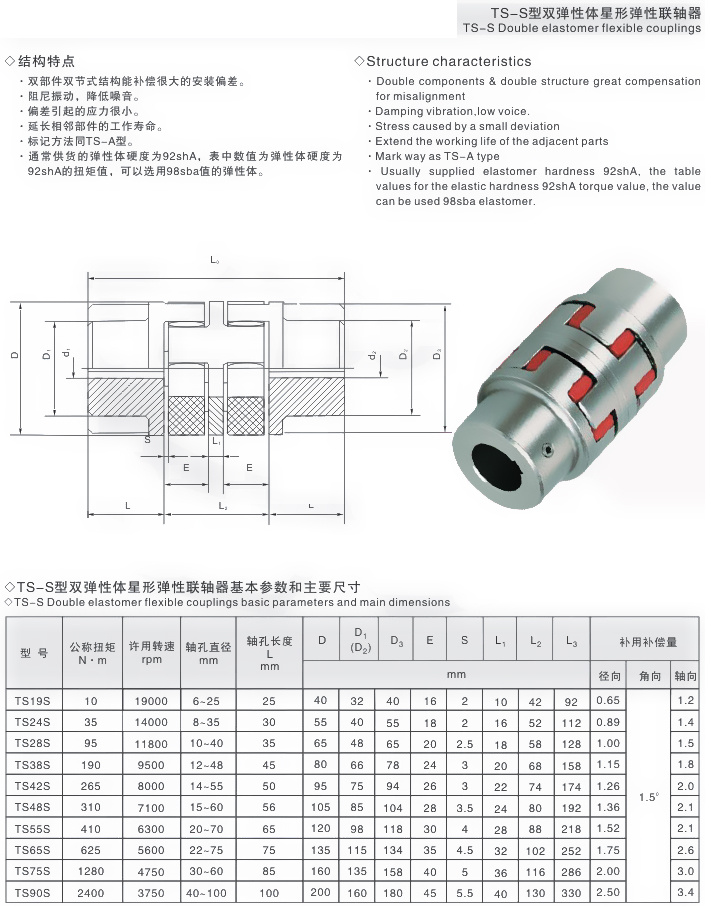 TS-S型双弹性体星形弹性联轴器
TS-S Double elastomer flexible couplings
◇结构特点
· 双部件双节式结构能补偿很大的安装偏差。
· 阻尼振动，降低噪音。
· 偏差引起的应力很小。
· 延长相邻部件的工作寿命。
· 标记方法同TS-A型。
· 通常供货的弹性体硬度为92shA，表中数值为弹性体硬度为
92shA的扭矩值，可以选用98sba值的弹性体。
◇Structure characteristics
· Double components & double structure great compensation
for misalignment
· Damping vibration,low voice.
· Stress caused by a small deviation
· Extend the working life of the adjacent parts
· Mark way as TS-A type
· Usually supplied elastomer hardness 92shA, the table
values for the elastic hardness 92shA torque value, the value
can be used 98sba elastomer.
L₀
D D₁ d₁ d₂ D₂ D₃
S L₁
E E
L L₂ L
◇TS-S型双弹性体星形弹性联轴器基本参数和主要尺寸
◇TS-S Double elastomer flexible couplings basic parameters and main dimensions
型 号 公称扭矩 N·m 许用转速 rpm 轴孔直径 mm 轴孔长度 L mm D D₁ (D₂) D₃ E S L₁ L₂ L₃ 补用补偿量
mm 径向 角向 轴向
TS19S 10 19000 6~25 25 40 32 40 16 2 10 42 92 0.65 1.2
TS24S 35 14000 8~35 30 55 40 55 18 2 16 52 112 0.89 1.4
TS28S 95 11800 10~40 35 65 48 65 20 2.5 18 58 128 1.00 1.5
TS38S 190 9500 12~48 45 80 66 78 24 3 20 68 158 1.15 1.8
TS42S 265 8000 14~55 50 95 75 94 26 3 22 74 174 1.26 2.0
TS48S 310 7100 15~60 56 105 85 104 28 3.5 24 80 192 1.36 1.5° 2.1
TS55S 410 6300 20~70 65 120 98 118 30 4 28 88 218 1.52 2.1
TS65S 625 5600 22~75 75 135 115 134 35 4.5 32 102 252 1.75 2.6
TS75S 1280 4750 30~60 85 160 135 158 40 5 36 116 286 2.00 3.0
TS90S 2400 3750 40~100 100 200 160 180 45 5.5 40 130 330 2.50 3.4